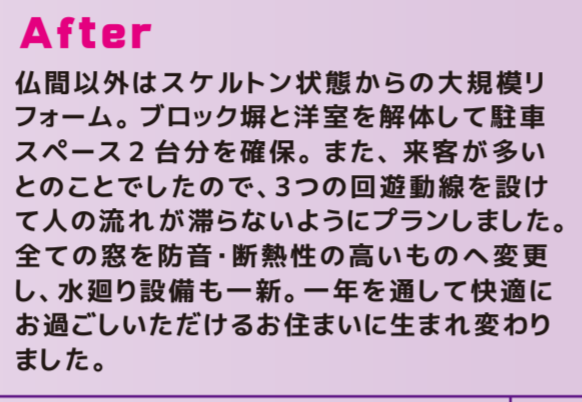 After
仏間以外はスケルトン状態からの大規模リ
フォーム。ブロック塀と洋室を解体して駐車
スペース2台分を確保。また、来客が多い
とのことでしたので、3つの回遊動線を設け
て人の流れが滞らないようにプランしました。
全ての窓を防音・断熱性の高いものへ変更
し、水廻り設備も一新。一年を通して快適に
お過ごしいただけるお住まいに生まれ変わり
ました。